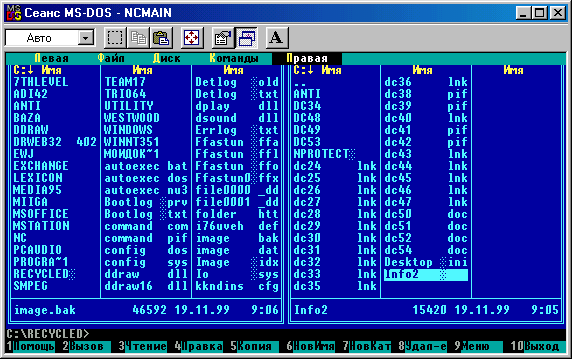 Сеанс MS-DOS - NCMAIN
Авто
Левая Файл Диск Команды Правая
C:↓ Имя Имя Имя C:↓ Имя Имя Имя
7THLEVEL TEAM17 Detlog ░old .. dc36 lnk
ADI42 TRIO64 Detlog ░txt ANTI dc38 pif
ANTI UTILITY dplay dll DC34 dc39 pif
BAZA WESTWOOD dsound dll DC48 dc40 lnk
DDRAW WINDOWS Errlog ░txt DC49 dc41 pif
DRWEB32 402 WINNT351 Ffastun ░ffa DC53 dc42 pif
EWJ МОЙДОК~1 Ffastun ░ffl NPROTECT░ dc43 lnk
EXCHANGE autoexec bat Ffastun ░ffo dc24 lnk dc44 lnk
LEXICON autoexec dos Ffastun0░ffx dc25 lnk dc45 lnk
MEDIA95 autoexec nu3 file0000 _dd dc26 lnk dc46 lnk
MIIGA Bootlog ░prv file0001 _dd dc27 lnk dc47 lnk
MSOFFICE Bootlog ░txt folder htt dc28 lnk dc50 doc
MSTATION command com i76uveh def dc29 lnk dc51 doc
NC command pif image bak dc30 lnk dc52 doc
PCAUDIO config dos image dat dc31 lnk dc54 doc
PROGRA~1 config sys Image ░idx dc32 lnk Desktop ░ini
RECYCLED░ ddraw dll Io ░sys dc33 lnk Info2 ░
SMPEG ddraw16 dll kkndins cfg dc35 lnk
image.bak 46592 19.11.99 9:06 Info2 15420 19.11.99 9:05
C:\RECYCLED>
1Помощь 2Вызов 3Чтение 4Правка 5Копия 6НовИмя 7НовКат 8Удал-е 9Меню 10Выход